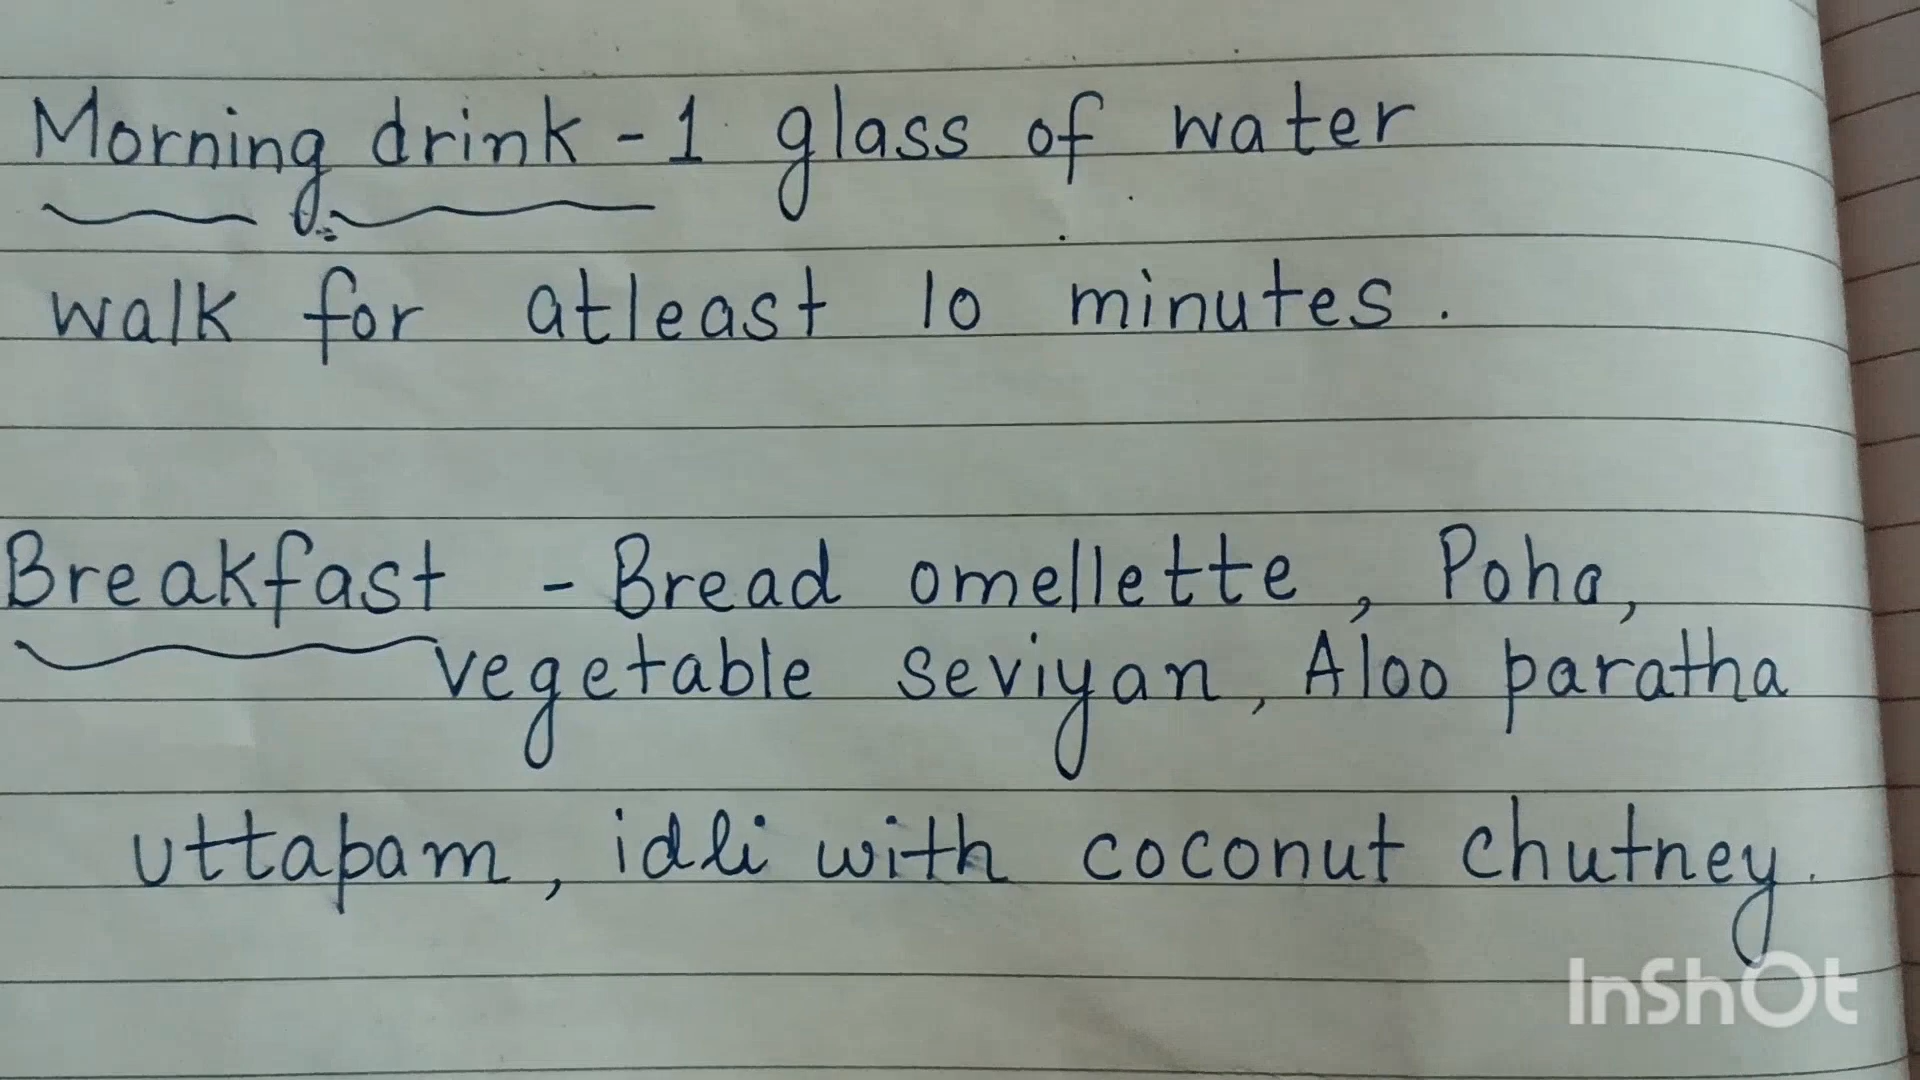 Morning drink - 1 glass of water
walk for atleast 10 minutes.
Breakfast - Bread omellette, Poha,
vegetable seviyan, Aloo paratha
uttapam, idli with coconut chutney.
InShOt